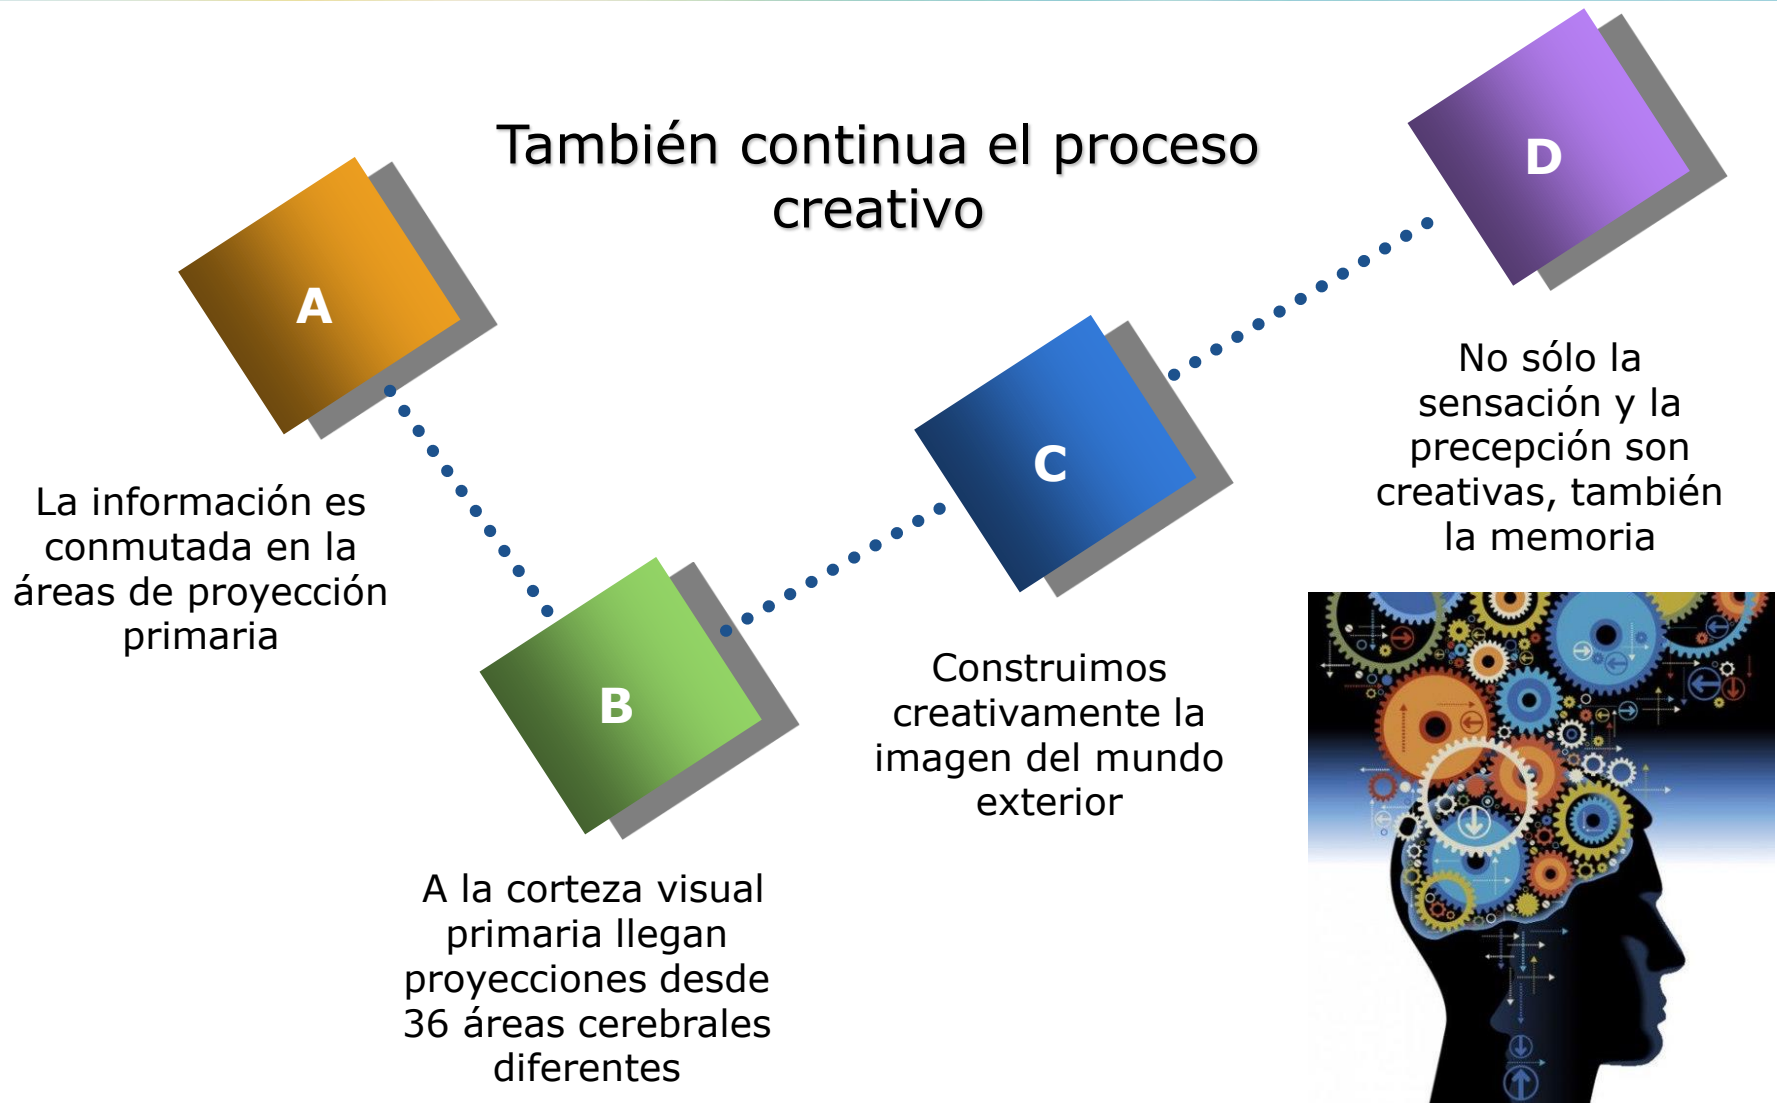 También continua el proceso
creativo
A
La información es
conmutada en la
áreas de proyección
primaria
B
A la corteza visual
primaria llegan
proyecciones desde
36 áreas cerebrales
diferentes
C
Construimos
creativamente la
imagen del mundo
exterior
D
No sólo la
sensación y la
precepción son
creativas, también
la memoria